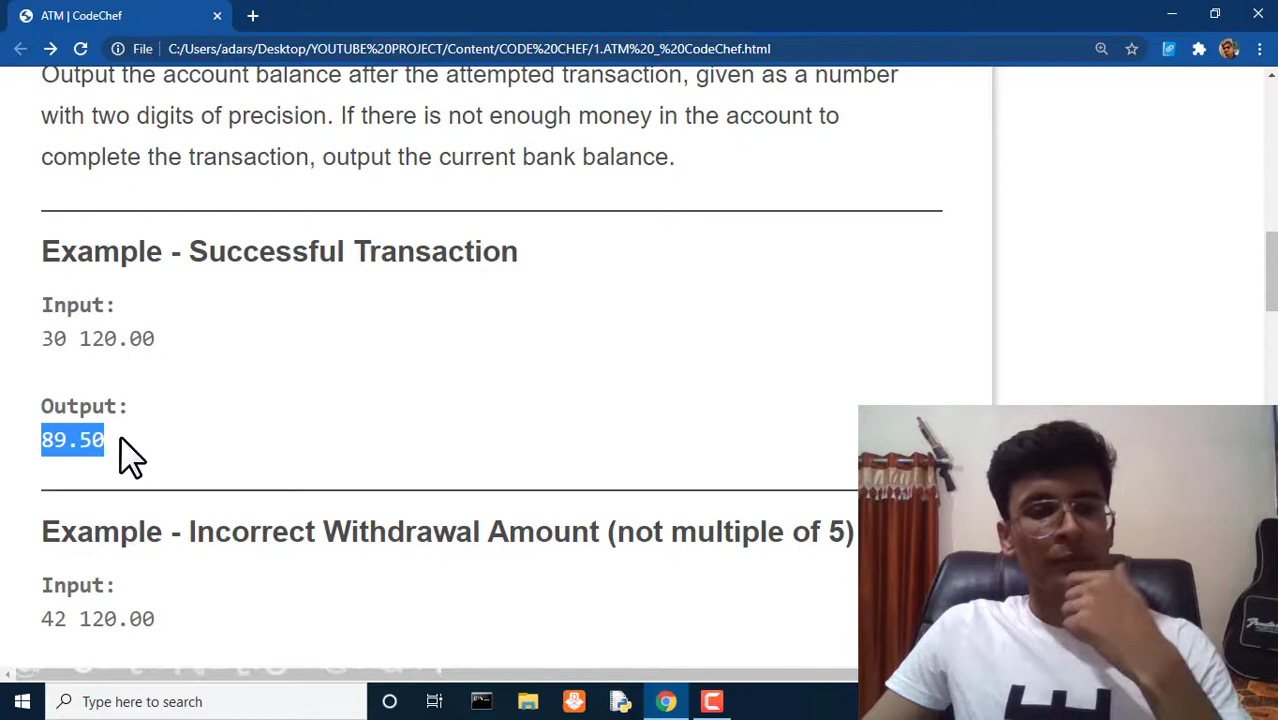 ATM | CodeChef
File
C:/Users/adars/Desktop/YOUTUBE%20PROJECT/Content/CODE%20CHEF/1.ATM%20_%20CodeChef.html
Output the account balance after the attempted transaction, given as a number
with two digits of precision. If there is not enough money in the account to
complete the transaction, output the current bank balance.
Example - Successful Transaction
Input:
30 120.00
Output:
89.50
Example - Incorrect Withdrawal Amount (not multiple of 5)
Input:
42 120.00
Type here to search